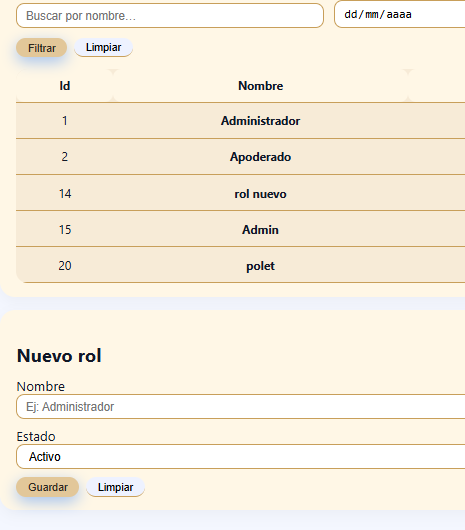 Buscar por nombre... dd/mm/aaaa
Filtrar Limpiar
Id Nombre
1 Administrador
2 Apoderado
14 rol nuevo
15 Admin
20 polet
Nuevo rol
Nombre
Ej: Administrador
Estado
Activo
Guardar Limpiar